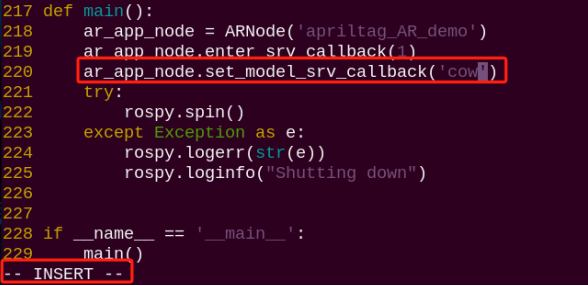 217 def main():
218     ar_app_node = ARNode('apriltag_AR_demo')
219     ar_app_node.enter_srv_callback(1)
220     ar_app_node.set_model_srv_callback('cow')
221     try:
222         rospy.spin()
223     except Exception as e:
224         rospy.logerr(str(e))
225         rospy.loginfo("Shutting down")
226
227
228 if __name__ == '__main__':
229     main()
-- INSERT --